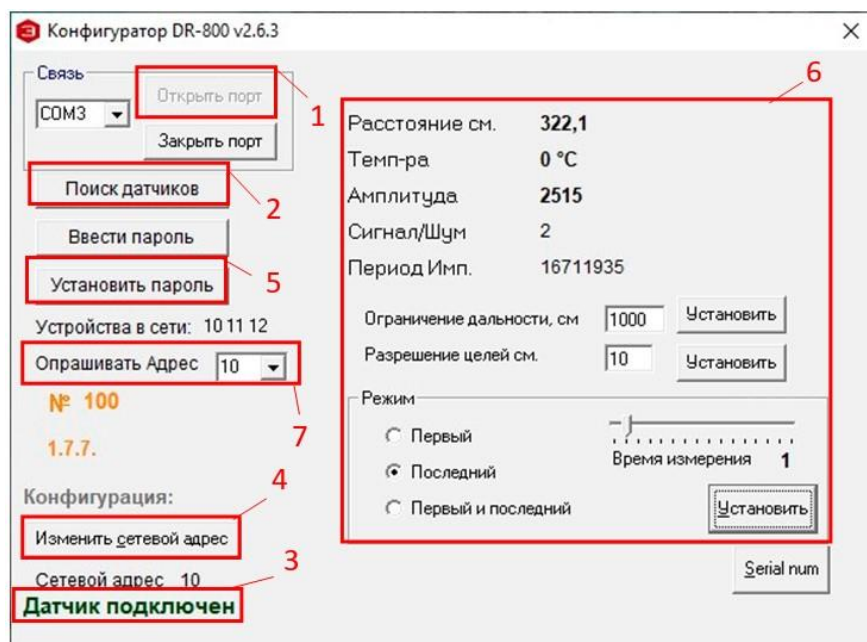 Конфигуратор DR-800 v2.6.3
Связь
Открыть порт
1
COM3
Закрыть порт
Поиск датчиков
2
Ввести пароль
5
Установить пароль
Устройства в сети: 10 11 12
Опрашивать Адрес 10
7
№ 100
1.7.7.
Конфигурация:
4
Изменить сетевой адрес
Сетевой адрес 10
3
Датчик подключен
6
Расстояние см. 322,1
Темп-ра 0 °C
Амплитуда 2515
Сигнал/Шум 2
Период Имп. 16711935
Ограничение дальности, см 1000 Установить
Разрешение целей см. 10 Установить
Режим
Первый
Последний
Первый и последний
Время измерения 1
Установить
Serial num